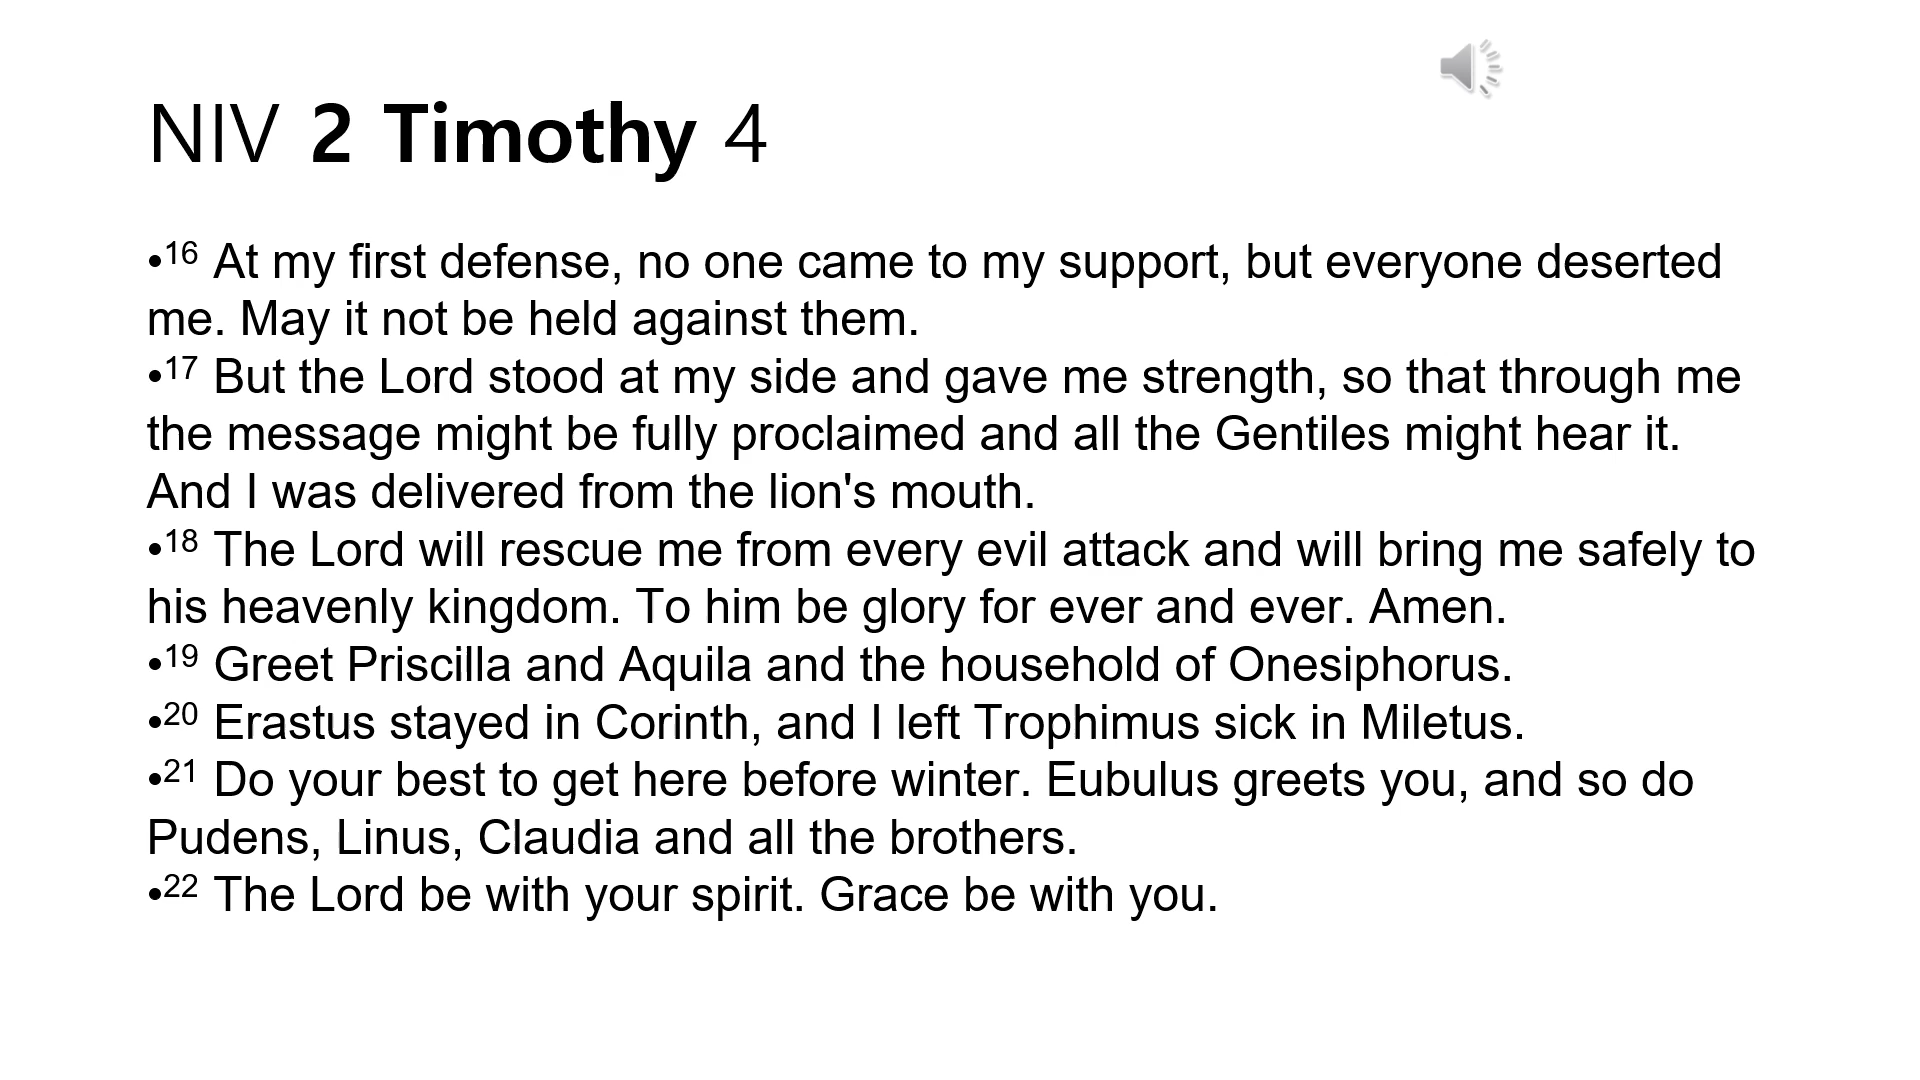 NIV 2 Timothy 4
•16 At my first defense, no one came to my support, but everyone deserted
me. May it not be held against them.
•17 But the Lord stood at my side and gave me strength, so that through me
the message might be fully proclaimed and all the Gentiles might hear it.
And I was delivered from the lion's mouth.
•18 The Lord will rescue me from every evil attack and will bring me safely to
his heavenly kingdom. To him be glory for ever and ever. Amen.
•19 Greet Priscilla and Aquila and the household of Onesiphorus.
•20 Erastus stayed in Corinth, and I left Trophimus sick in Miletus.
•21 Do your best to get here before winter. Eubulus greets you, and so do
Pudens, Linus, Claudia and all the brothers.
•22 The Lord be with your spirit. Grace be with you.